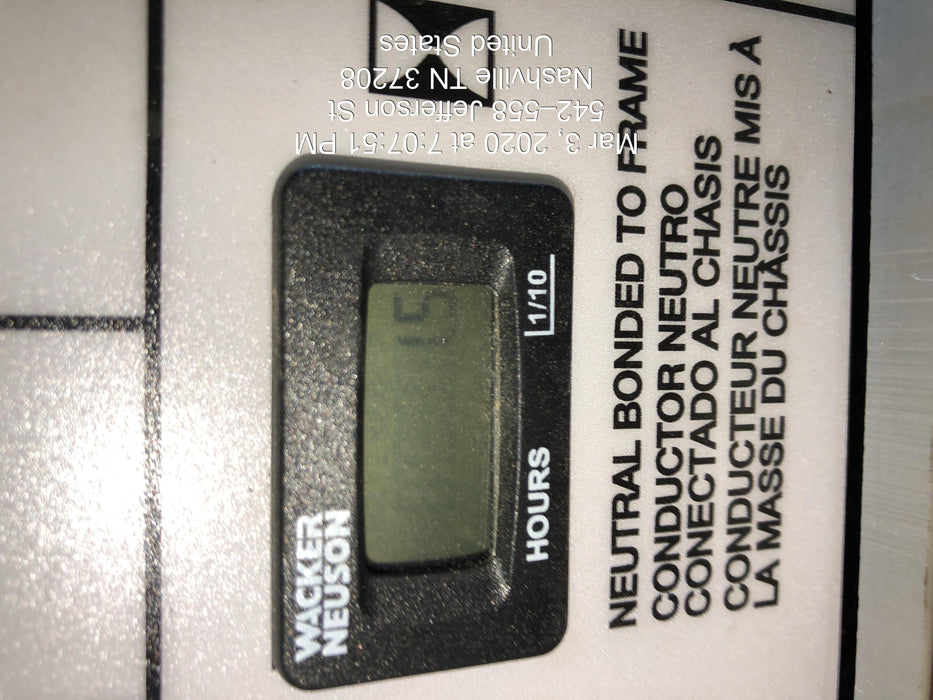 Mar 3, 2020 at 7:07:51 PM
542–558 Jefferson St
Nashville TN 37208
United States
WACKER
NEUSON
HOURS
1/10
NEUTRAL BONDED TO FRAME
CONDUCTOR NEUTRO
CONECTADO AL CHASIS
CONDUCTEUR NEUTRE MIS À
LA MASSE DU CHÂSSIS